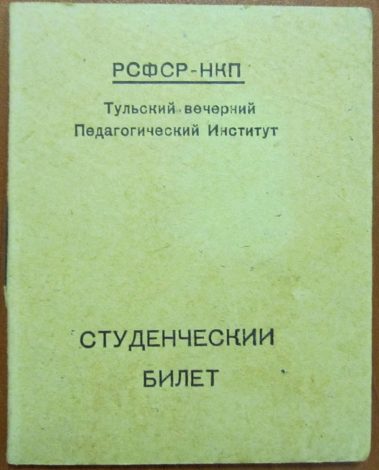 РСФСР-НКП
Тульский вечерний
Педагогический Институт
СТУДЕНЧЕСКИИ
БИЛЕТ